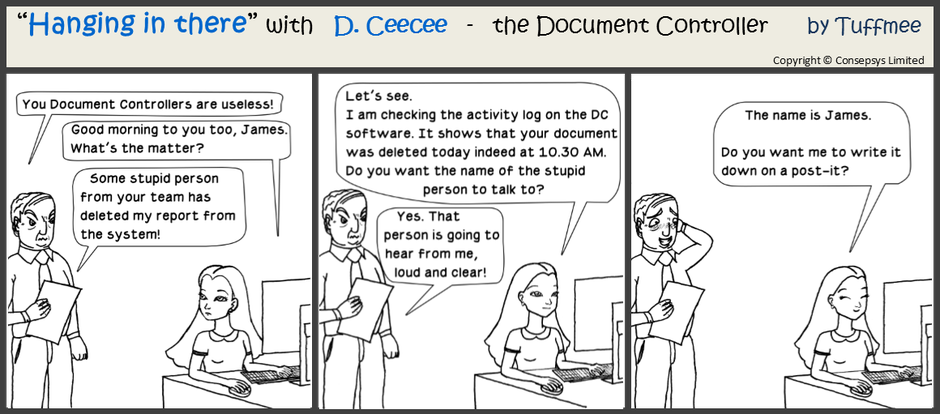 “Hanging in there” with D. Ceecee - the Document Controller by Tuffmee
Copyright © Consepsys Limited
You Document Controllers are useless!
Good morning to you too, James.
What's the matter?
Some stupid person
from your team has
deleted my report from
the system!
Let's see.
I am checking the activity log on the DC
software. It shows that your document
was deleted today indeed at 10.30 AM.
Do you want the name of the stupid
person to talk to?
Yes. That
person is going to
hear from me,
loud and clear!
The name is James.
Do you want me to write it
down on a post-it?